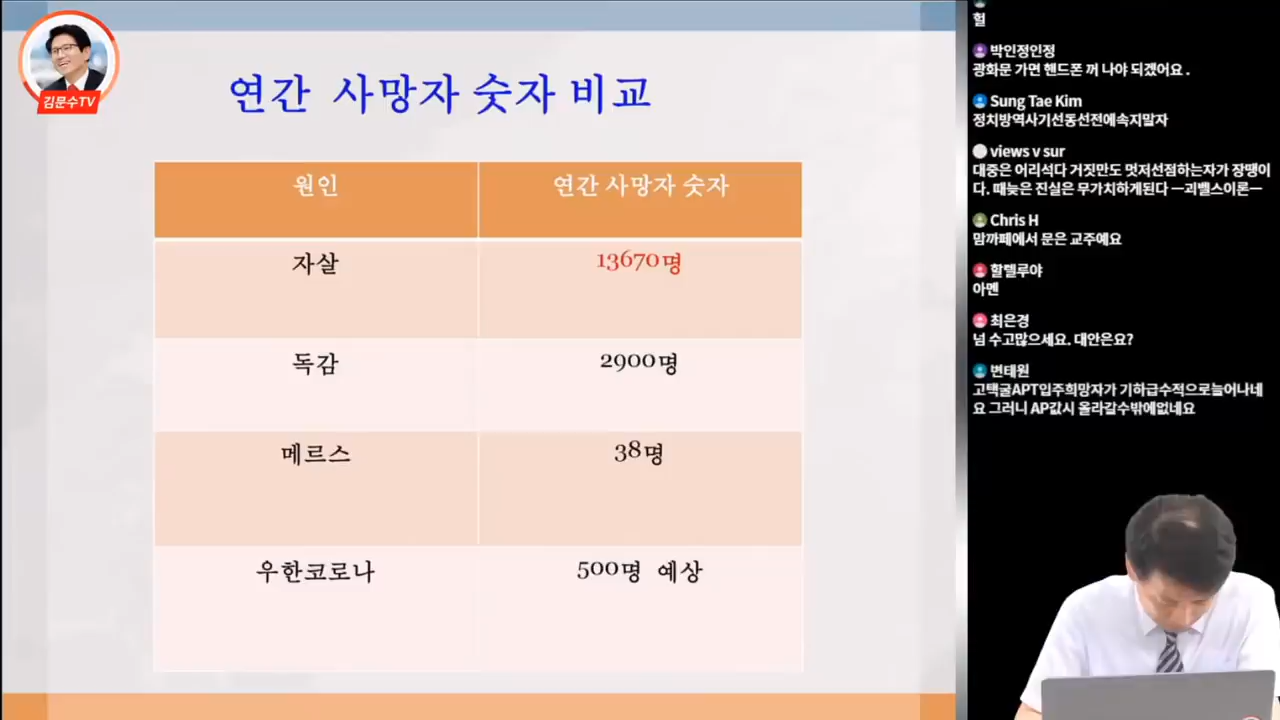 김문수TV
연간 사망자 숫자 비교
원인 연간 사망자 숫자
자살 13670명
독감 2900명
메르스 38명
우한코로나 500명 예상
헐
박인정인정
광화문 가면 핸드폰 꺼 나야 되겠어요 .
Sung Tae Kim
정치방역사기선동선전에속지말자
views v sur
대중은 어리석다 거짓만도 멋저선점하는자가 장땡이
다. 때늦은 진실은 무가치하게된다 ㅡ괴벨스이론ㅡ
Chris H
맘까페에서 문은 교주예요
할텔루야
아멘
최은경
넘 수고많으세요. 대안은요?
변태원
고택굴APT입주희망자가 기하급수적으로늘어나네
요 그러니 AP값시 올라갈수밖에없네요